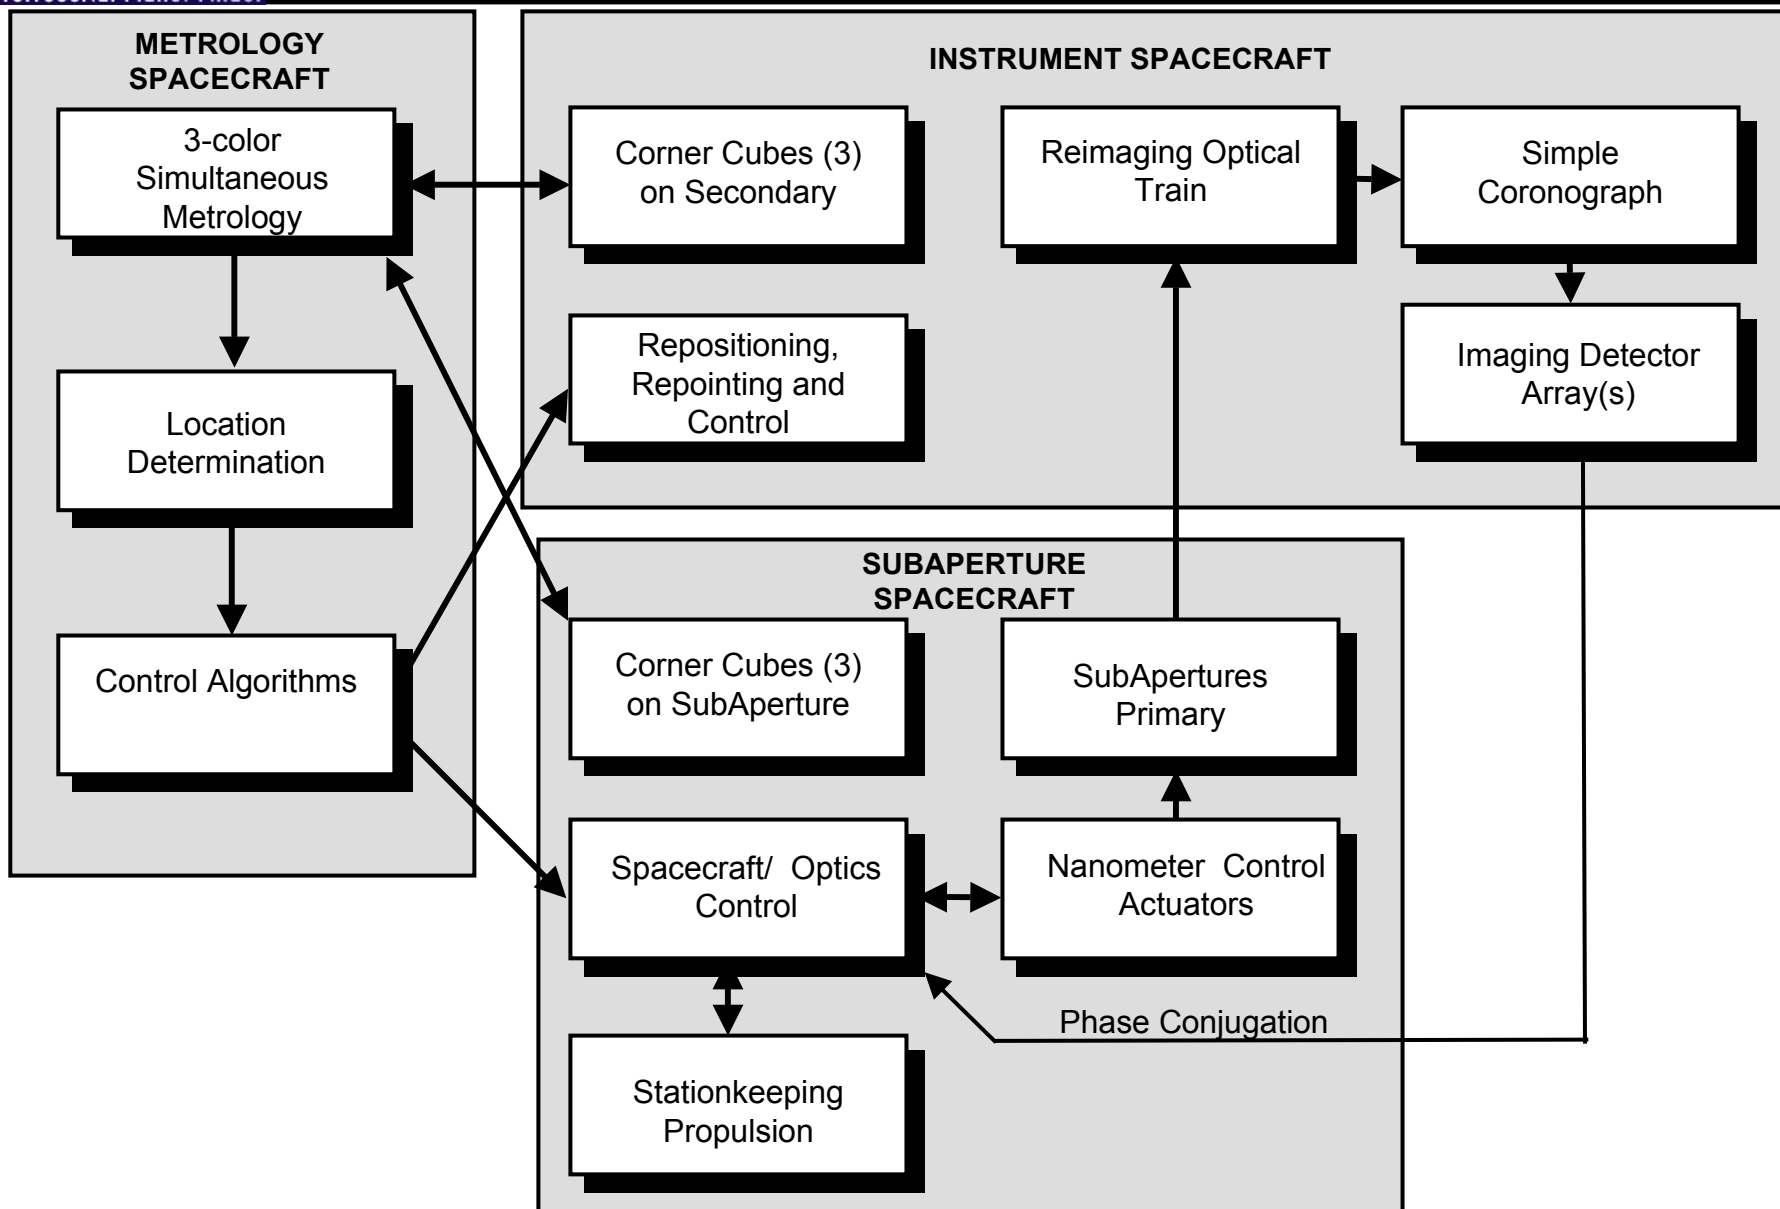 METROLOGY
SPACECRAFT
3-color
Simultaneous
Metrology
Location
Determination
Control Algorithms
INSTRUMENT SPACECRAFT
Corner Cubes (3)
on Secondary
Reimaging Optical
Train
Simple
Coronograph
Repositioning,
Repointing and
Control
Imaging Detector
Array(s)
SUBAPERTURE
SPACECRAFT
Corner Cubes (3)
on SubAperture
SubApertures
Primary
Spacecraft/ Optics
Control
Nanometer Control
Actuators
Phase Conjugation
Stationkeeping
Propulsion